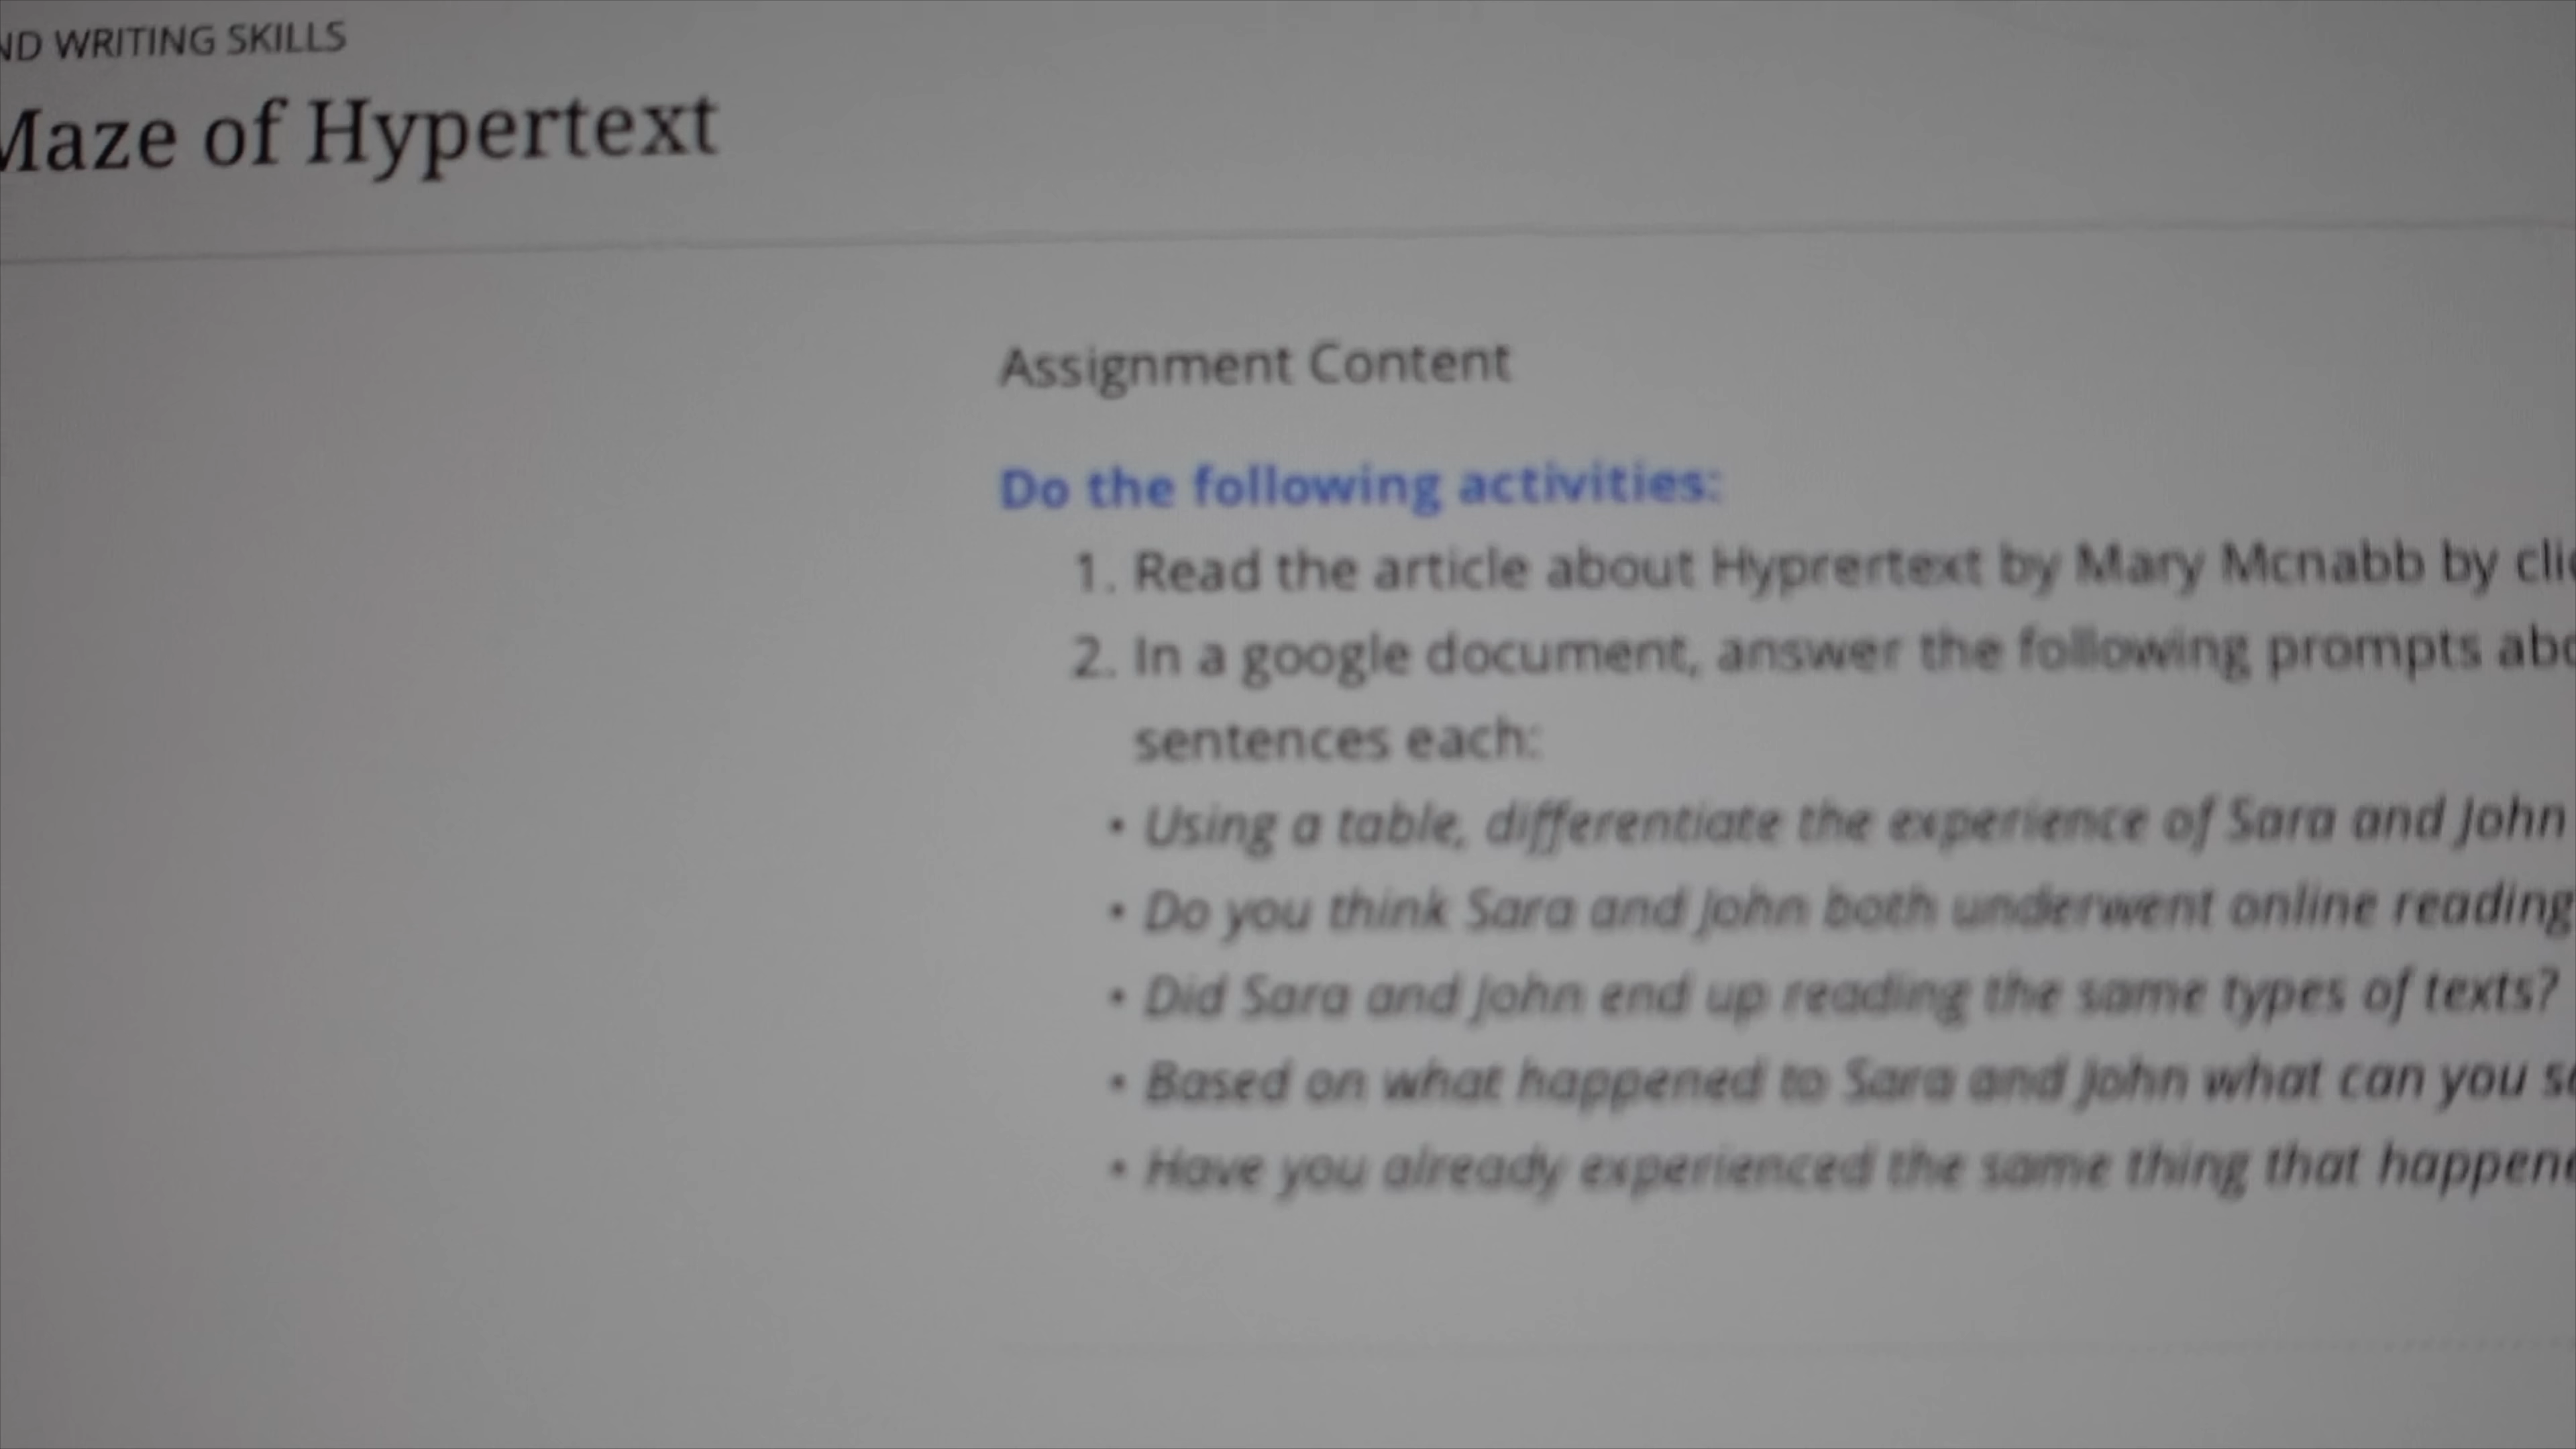 ND WRITING SKILLS
Maze of Hypertext
Assignment Content
Do the following activities:
1. Read the article about Hyprertext by Mary Mcnabb by
2. In a google document, answer the following prompts
sentences each:
• Using a table, differentiate the experience of Sara and John
• Do you think Sara and John both underwent online reading
• Did Sara and John end up reading the same types of texts?
• Based on what happened to Sara and John what can you
• Have you already experienced the same thing that